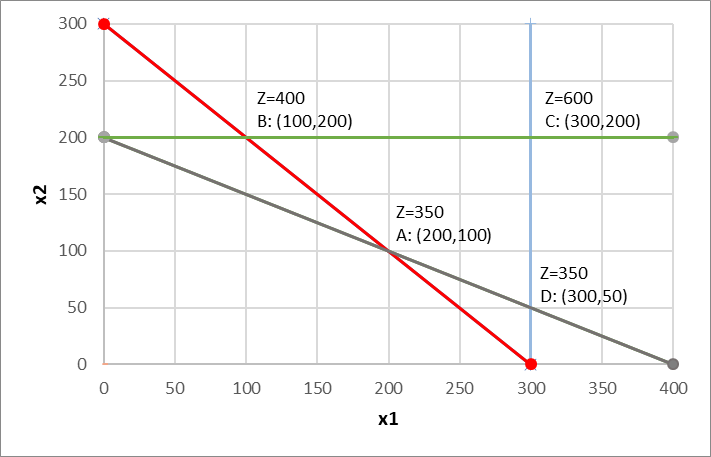 300
250
200
150
100
50
0
x2
Z=400
B: (100,200)
Z=600
C: (300,200)
Z=350
A: (200,100)
Z=350
D: (300,50)
0 50 100 150 200 250 300 350 400
x1